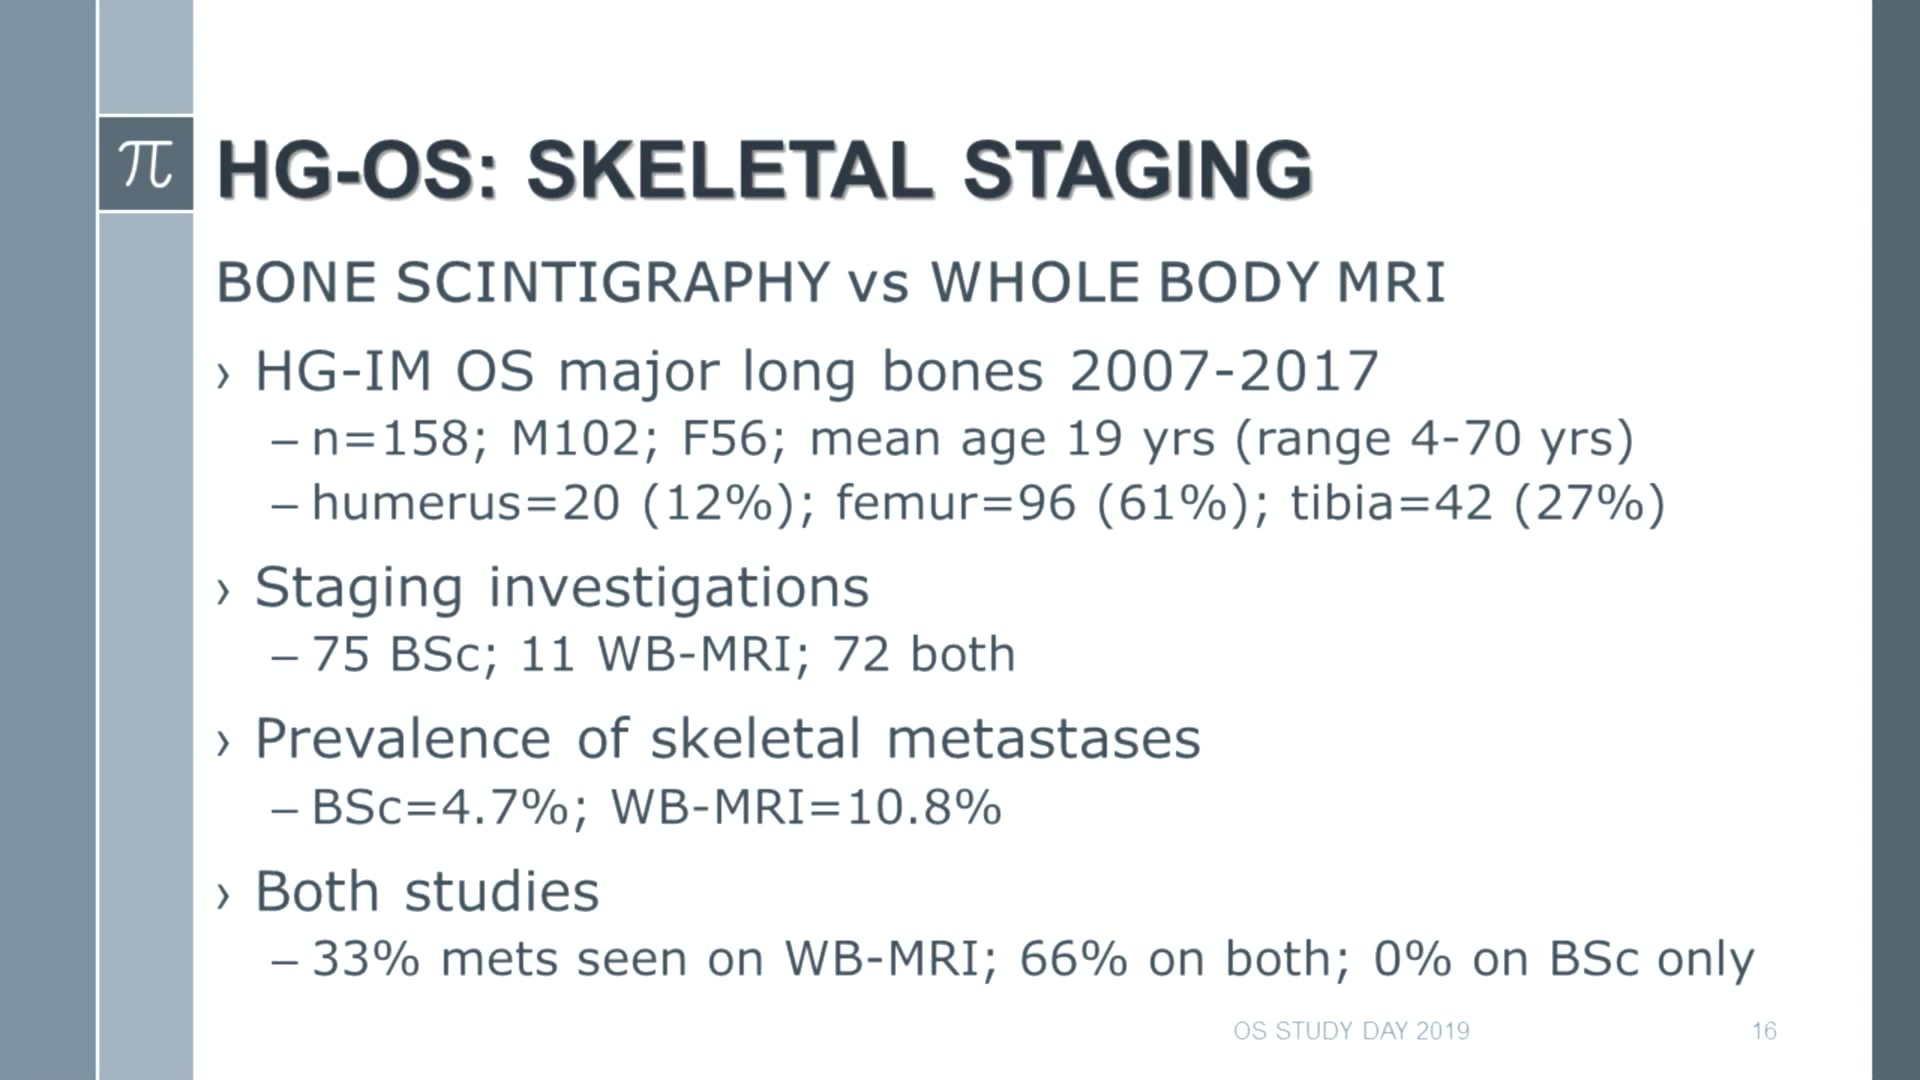 π HG-OS: SKELETAL STAGING
BONE SCINTIGRAPHY vs WHOLE BODY MRI
› HG-IM OS major long bones 2007-2017
– n=158; M102; F56; mean age 19 yrs (range 4-70 yrs)
– humerus=20 (12%); femur=96 (61%); tibia=42 (27%)
› Staging investigations
– 75 BSc; 11 WB-MRI; 72 both
› Prevalence of skeletal metastases
– BSc=4.7%; WB-MRI=10.8%
› Both studies
– 33% mets seen on WB-MRI; 66% on both; 0% on BSc only
OS STUDY DAY 2019 16